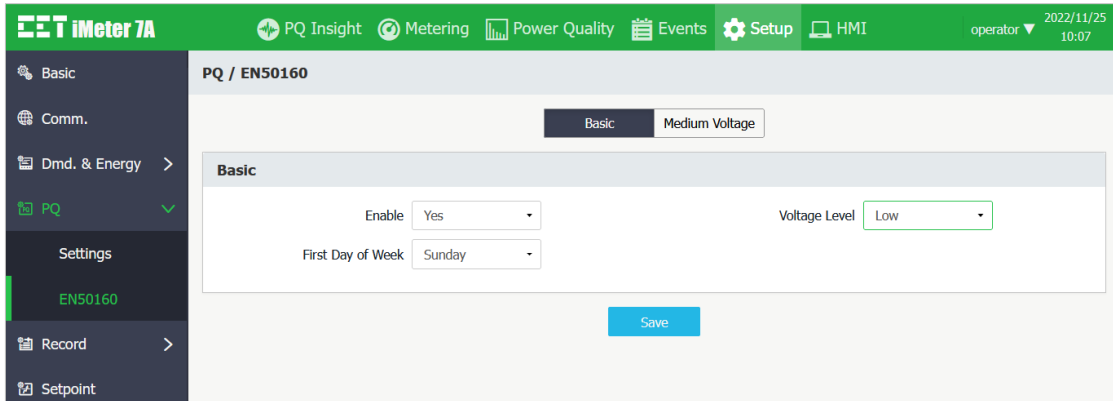 CET iMeter 7A
PQ Insight Metering Power Quality Events Setup HMI
operator ▼ 2022/11/25
10:07
Basic
Comm.
Dmd. & Energy >
PQ
Settings
EN50160
Record >
Setpoint
PQ / EN50160
Basic Medium Voltage
Basic
Enable Yes Voltage Level Low
First Day of Week Sunday
Save